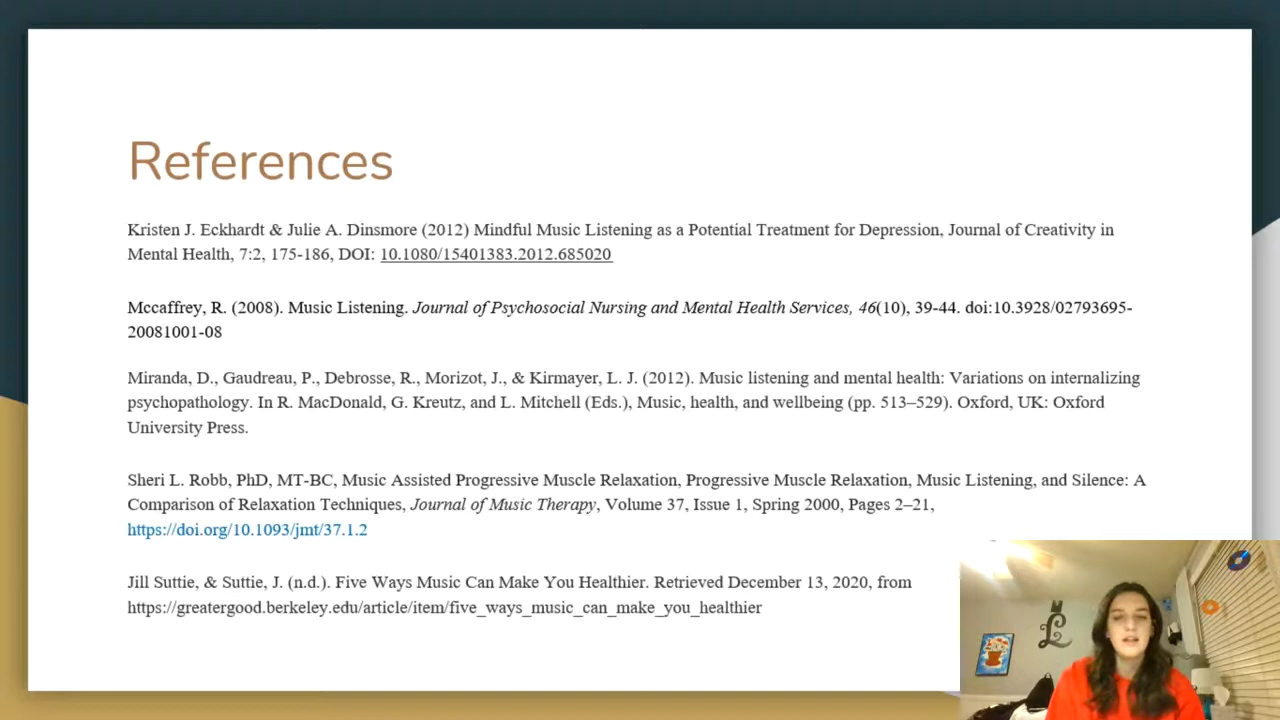 References
Kristen J. Eckhardt & Julie A. Dinsmore (2012) Mindful Music Listening as a Potential Treatment for Depression, Journal of Creativity in
Mental Health, 7:2, 175-186, DOI: 10.1080/15401383.2012.685020
Mccaffrey, R. (2008). Music Listening. Journal of Psychosocial Nursing and Mental Health Services, 46(10), 39-44. doi:10.3928/02793695-
20081001-08
Miranda, D., Gaudreau, P., Debrosse, R., Morizot, J., & Kirmayer, L. J. (2012). Music listening and mental health: Variations on internalizing
psychopathology. In R. MacDonald, G. Kreutz, and L. Mitchell (Eds.), Music, health, and wellbeing (pp. 513–529). Oxford, UK: Oxford
University Press.
Sheri L. Robb, PhD, MT-BC, Music Assisted Progressive Muscle Relaxation, Progressive Muscle Relaxation, Music Listening, and Silence: A
Comparison of Relaxation Techniques, Journal of Music Therapy, Volume 37, Issue 1, Spring 2000, Pages 2–21,
https://doi.org/10.1093/jmt/37.1.2
Jill Suttie, & Suttie, J. (n.d.). Five Ways Music Can Make You Healthier. Retrieved December 13, 2020, from
https://greatergood.berkeley.edu/article/item/five_ways_music_can_make_you_healthier
L